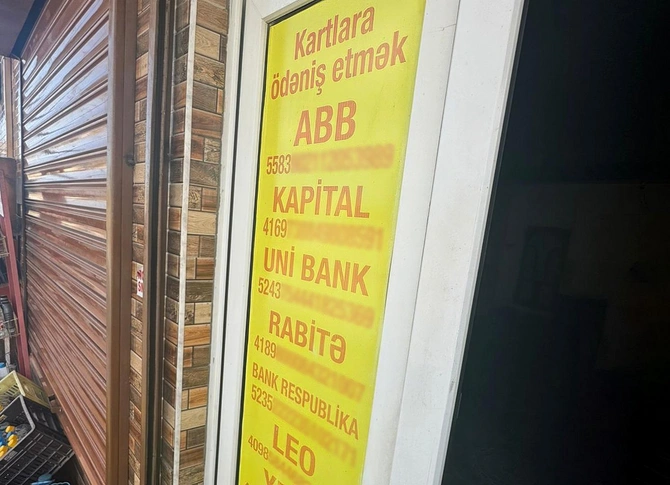 Kartlara
ödəniş etmək
ABB
5583
KAPİTAL
4169
UNİ BANK
5243
RABİTƏ
4189
BANK RESPUBLİKA
5235
LEO
4098